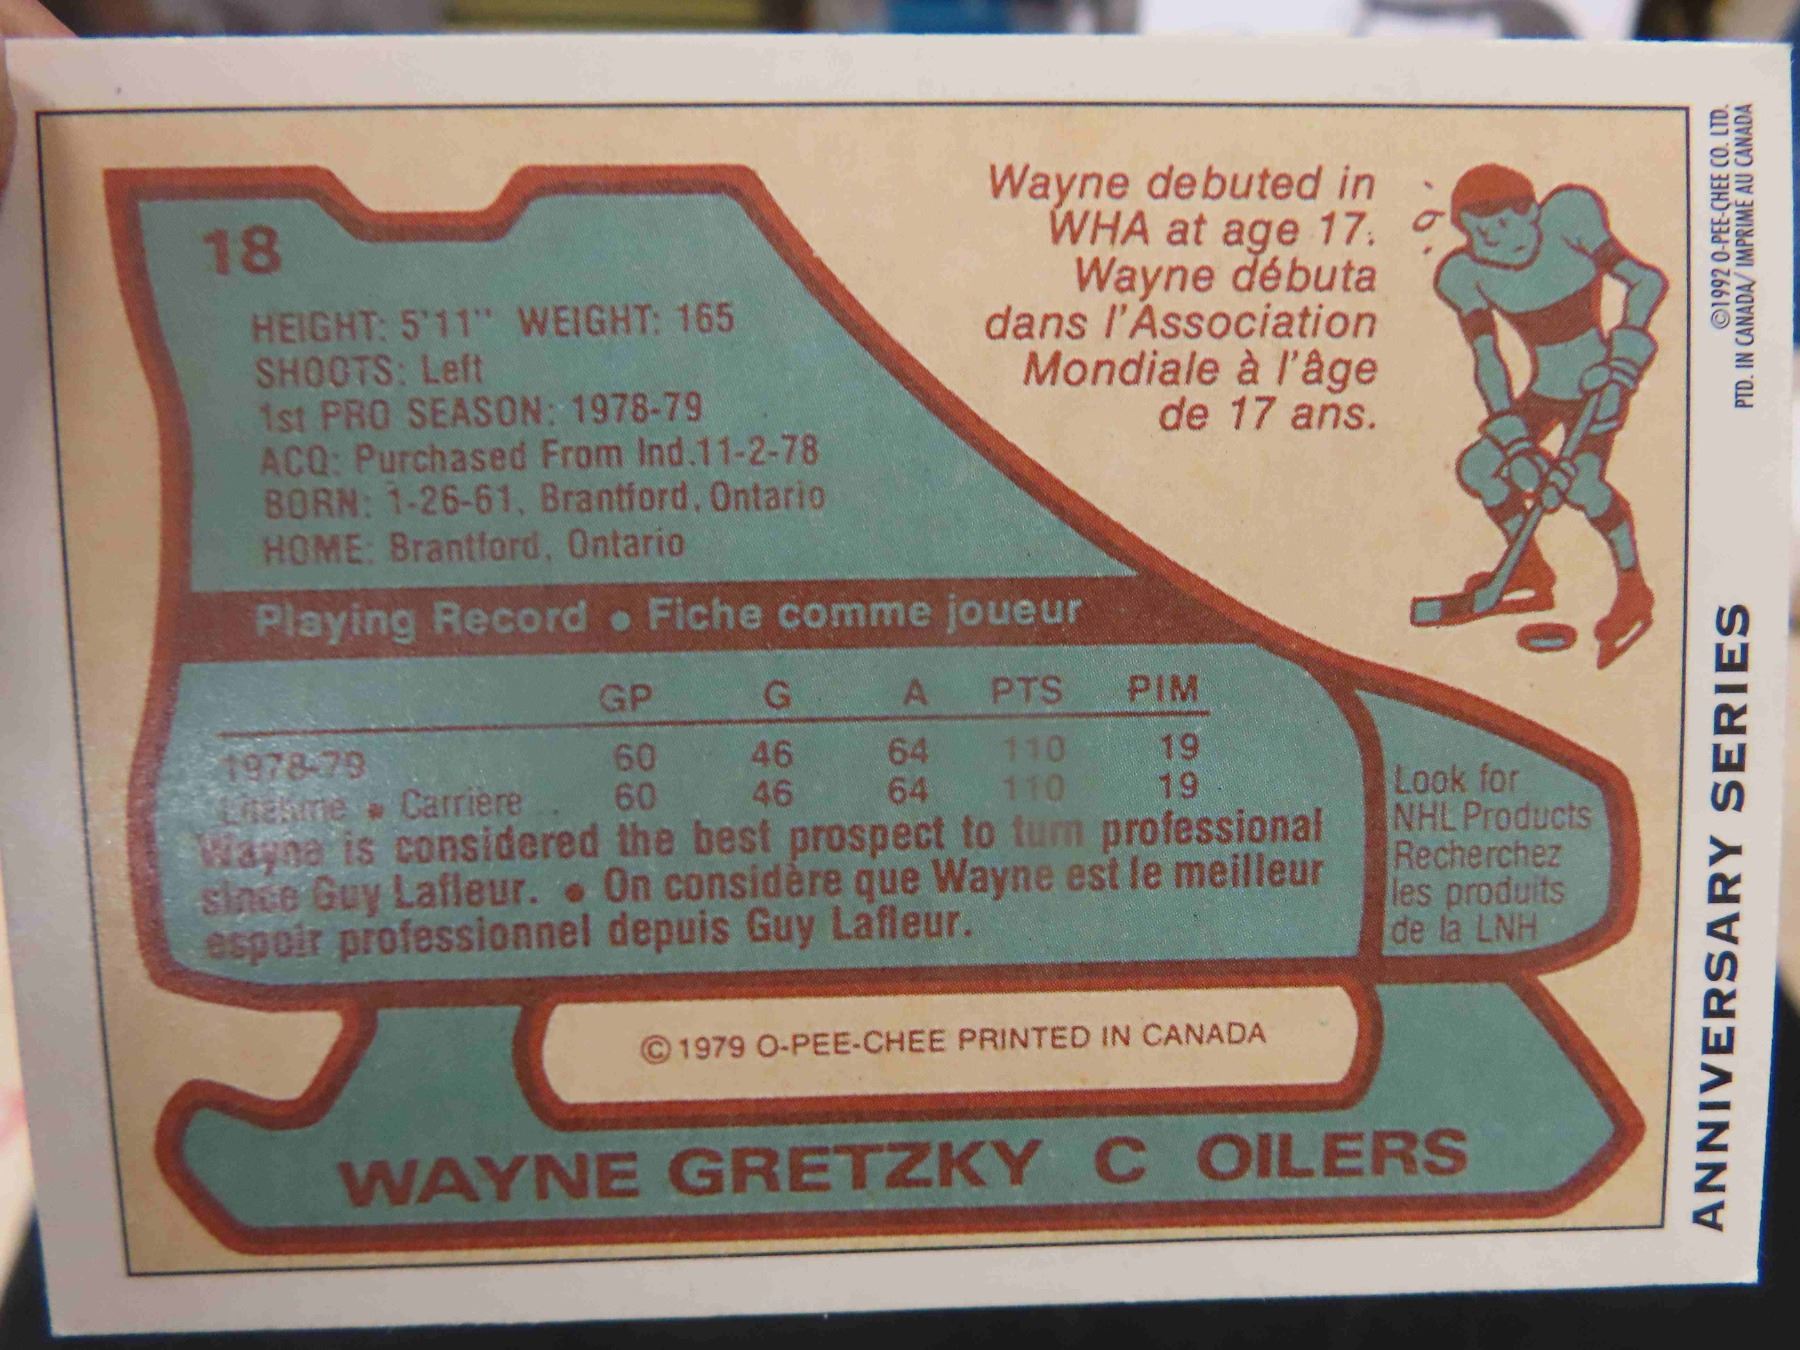 18
HEIGHT: 5'11" WEIGHT: 165
SHOOTS: Left
1st PRO SEASON: 1978-79
ACQ: Purchased From Ind.11-2-78
BORN: 1-26-61, Brantford, Ontario
HOME: Brantford, Ontario
Wayne debuted in
WHA at age 17.
Wayne débuta
dans l'Association
Mondiale à l'âge
de 17 ans.
Playing Record • Fiche comme joueur
GP G A PTS PIM
1978-79 60 46 64 110 19
Lifetime • Carriere .. 60 46 64 110 19
Wayne is considered the best prospect to turn professional
since Guy Lafleur. • On considère que Wayne est le meilleur
espoir professionnel depuis Guy Lafleur.
Look for
NHL Products
Recherchez
les produits
de la LNH
© 1979 O-PEE-CHEE PRINTED IN CANADA
WAYNE GRETZKY C OILERS
©1992 O-PEE-CHEE CO. LTD.
PTD. IN CANADA/ IMPRIME AU CANADA
ANNIVERSARY SERIES